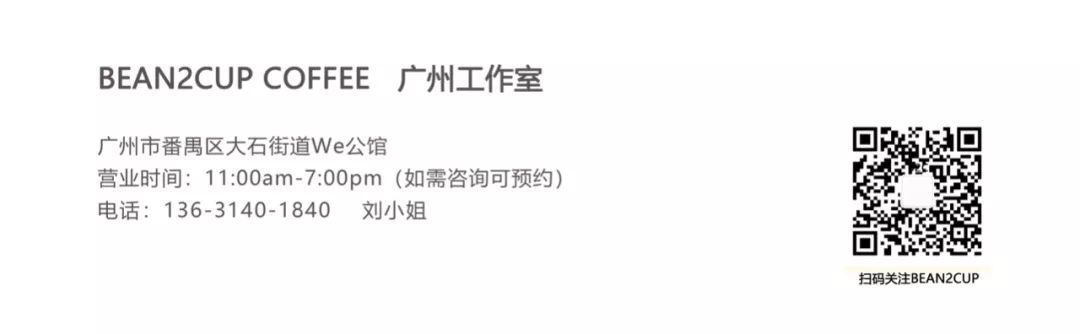 BEAN2CUP COFFEE 广州工作室
广州市番禺区大石街道We公馆
营业时间：11:00am-7:00pm（如需咨询可预约）
电话：136-3140-1840 刘小姐
扫码关注BEAN2CUP